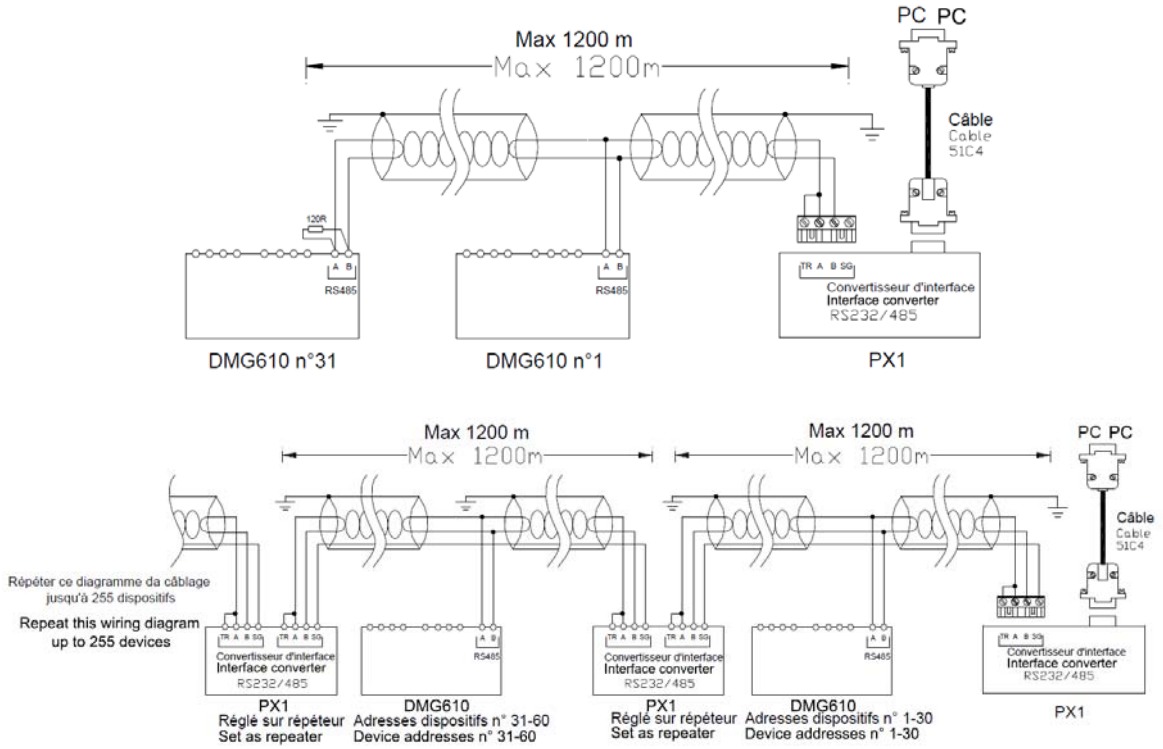 PC PC
Max 1200 m
Max 1200m
Câble
Cable
51C4
120R
A B
RS485
A B
RS485
TR A B SG
Convertisseur d'interface
Interface converter
RS232/485
DMG610 n°31
DMG610 n°1
PX1
Max 1200 m
Max 1200m
Max 1200 m
Max 1200m
PC PC
Câble
Cable
51C4
Répéter ce diagramme da câblage
jusqu'à 255 dispositifs
Repeat this wiring diagram
up to 255 devices
TR A B SG
TR A B SG
Convertisseur d'interface
Interface converter
RS232/485
A B
RS485
TR A B SG
TR A B SG
Convertisseur d'interface
Interface converter
RS232/485
A B
RS485
TR A B SG
Convertisseur d'interface
Interface converter
RS232/485
PX1
Réglé sur répéteur
Set as repeater
DMG610
Adresses dispositifs n° 31-60
Device addresses n° 31-60
PX1
Réglé sur répéteur
Set as repeater
DMG610
Adresses dispositifs n° 1-30
Device addresses n° 1-30
PX1